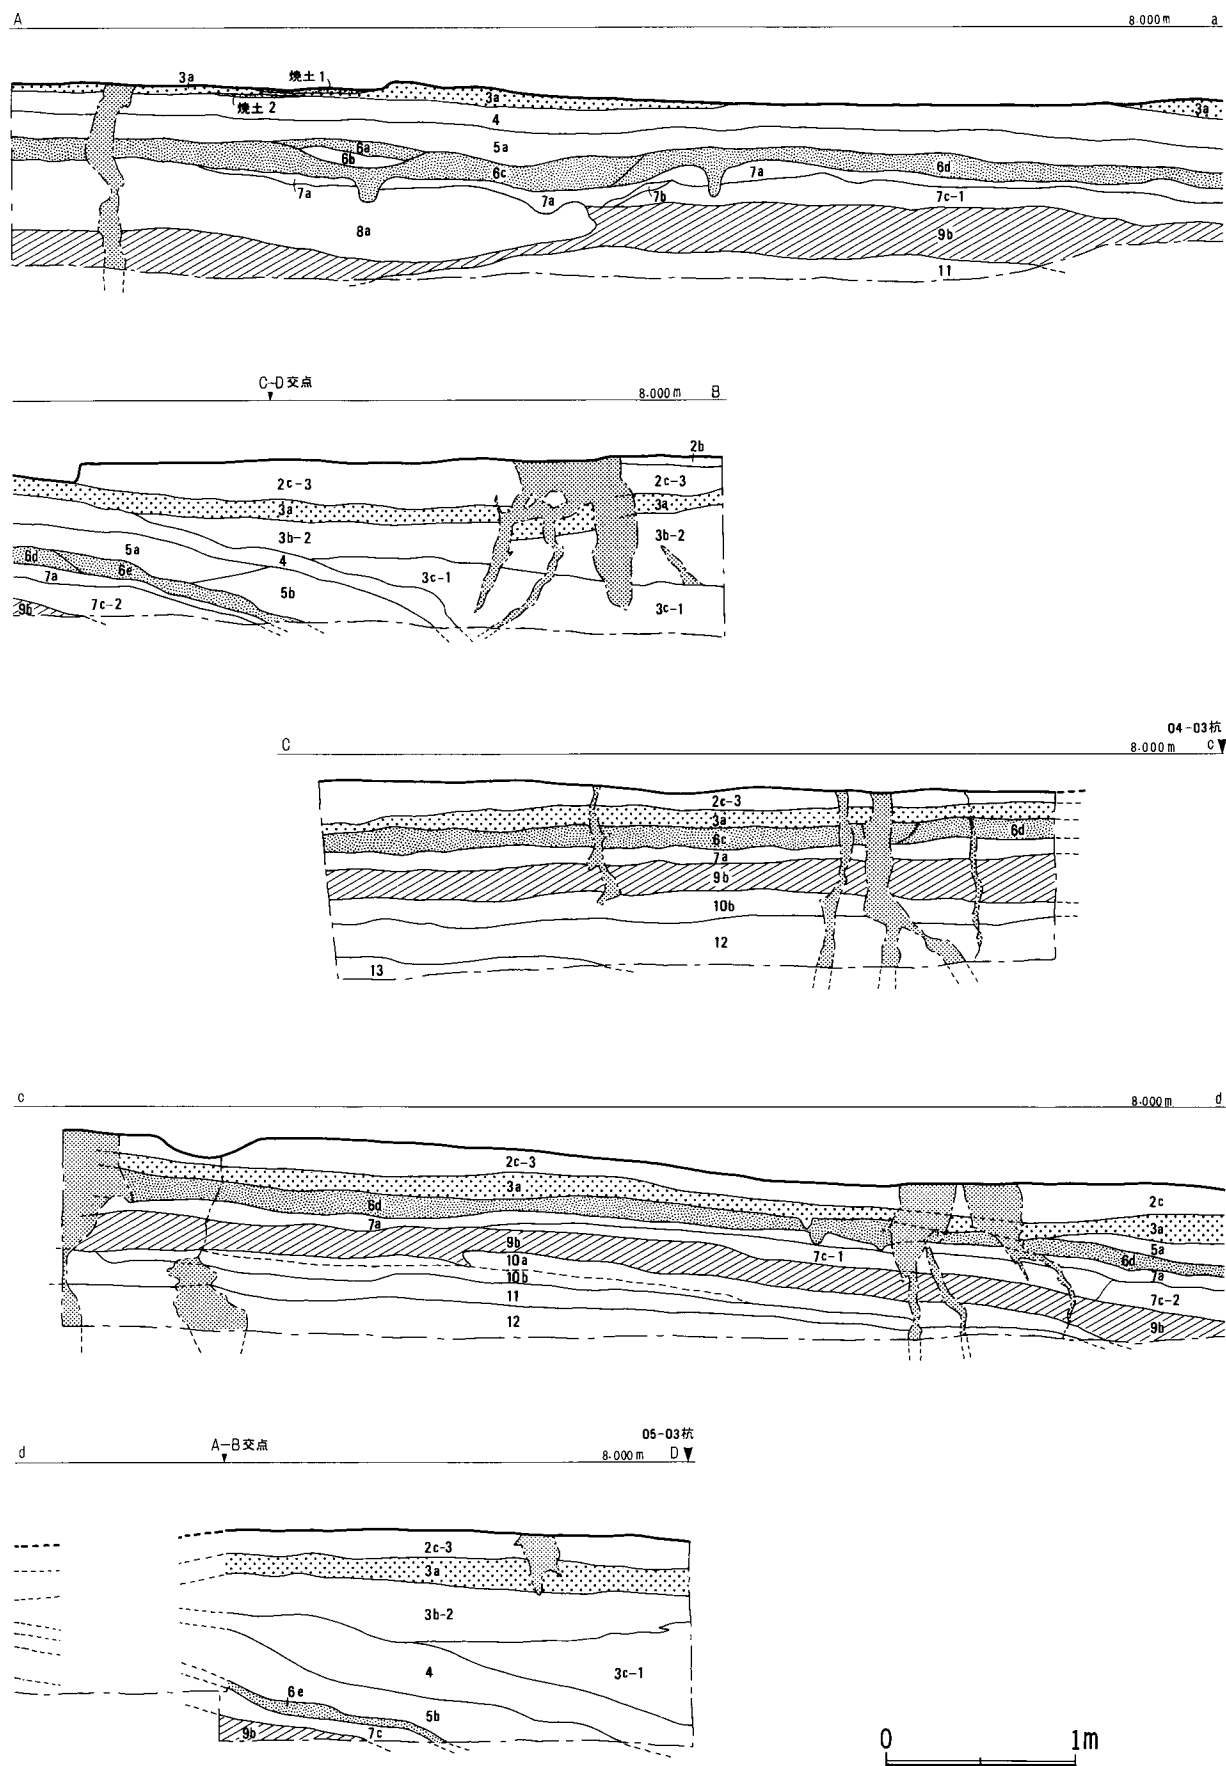 A 8.000m a
3a 焼土1
焼土2 3a
3a
4
5a
6a
6b
6c 6d
7a 7a 7b 7a 7c-1
8a 9b
11
C-D交点
8.000m B
2b
2c-3 2c-3
3a 3a
3b-2 3b-2
5a 4
6d 6e 3c-1
7a 5b
9b 7c-2 3c-1
04-03杭
C 8.000m c
2c-3
3a
6c 6d
7a
9b
10b
12
13
c 8.000m d
2c-3
3a 2c
6d 3a
7a 5a
9b 7c-1 6d
10a 7a
10b
11 7c-2
12 9b
05-03杭
d A-B交点 8.000m D
2c-3
3a
3b-2
4 3c-1
6e
5b
9b 7c
0 1m